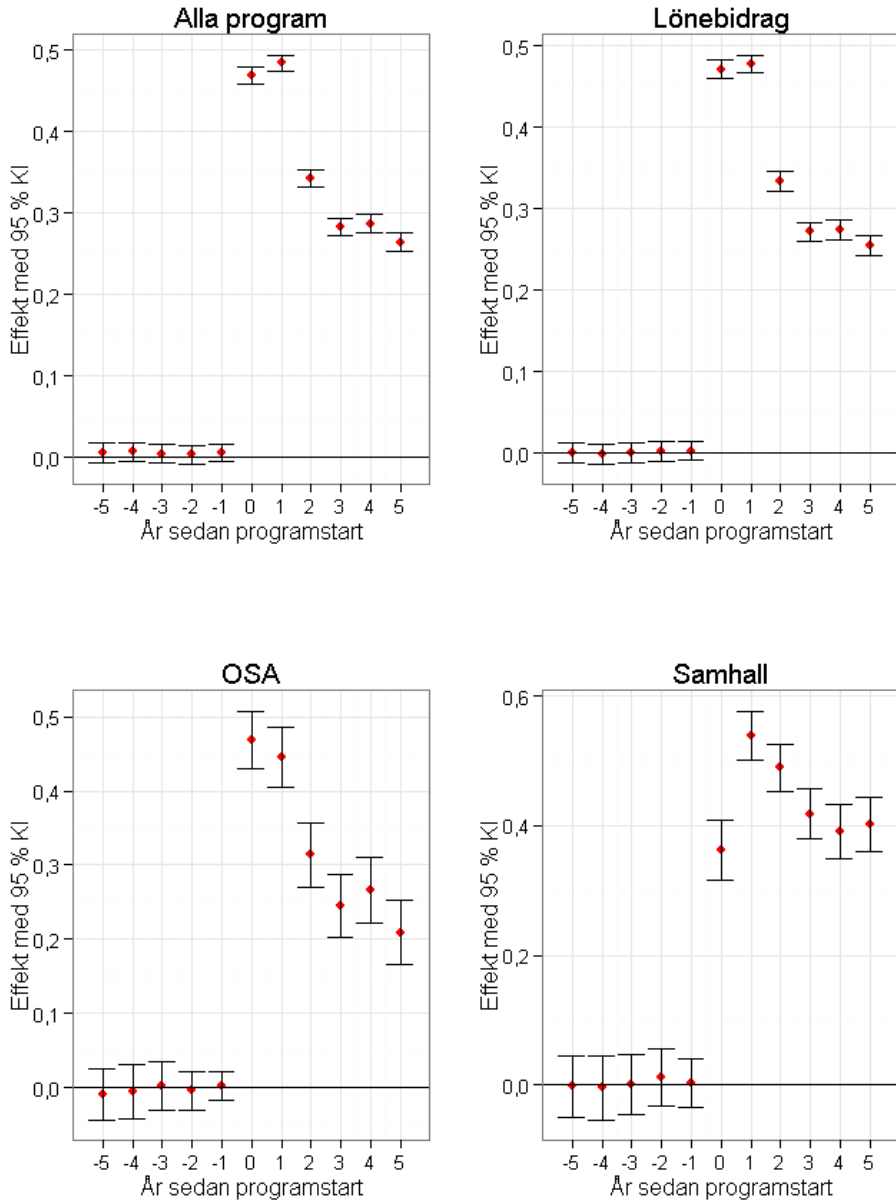 Alla program
Effekt med 95 % KI
0,5
0,4
0,3
0,2
0,1
0,0
-5 -4 -3 -2 -1 0 1 2 3 4 5
År sedan programstart
Lönebidrag
Effekt med 95 % KI
0,5
0,4
0,3
0,2
0,1
0,0
-5 -4 -3 -2 -1 0 1 2 3 4 5
År sedan programstart
OSA
Effekt med 95 % KI
0,5
0,4
0,3
0,2
0,1
0,0
-5 -4 -3 -2 -1 0 1 2 3 4 5
År sedan programstart
Samhall
Effekt med 95 % KI
0,6
0,4
0,2
0,0
-5 -4 -3 -2 -1 0 1 2 3 4 5
År sedan programstart